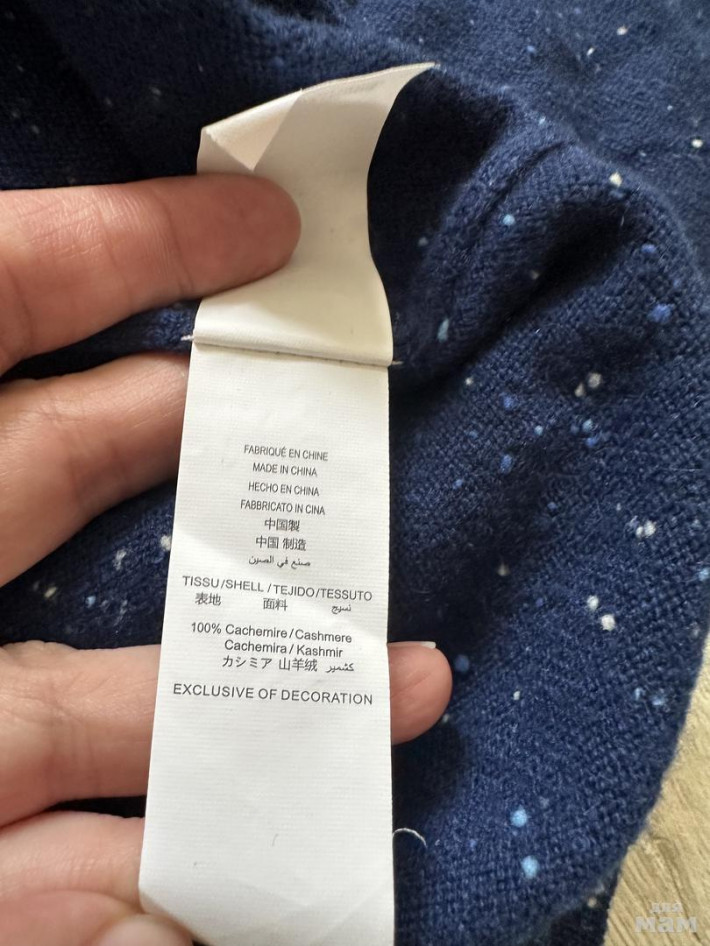 FABRIQUÉ EN CHINE
MADE IN CHINA
HECHO EN CHINA
FABBRICATO IN CINA
中国製
中国 制造
صنع في الصين
TISSU/SHELL/TEJIDO/TESSUTO
表地 面料 نسيج
100% Cachemire/Cashmere
Cachemira/Kashmir
カシミア 山羊绒 كشمير
EXCLUSIVE OF DECORATION
для
мам